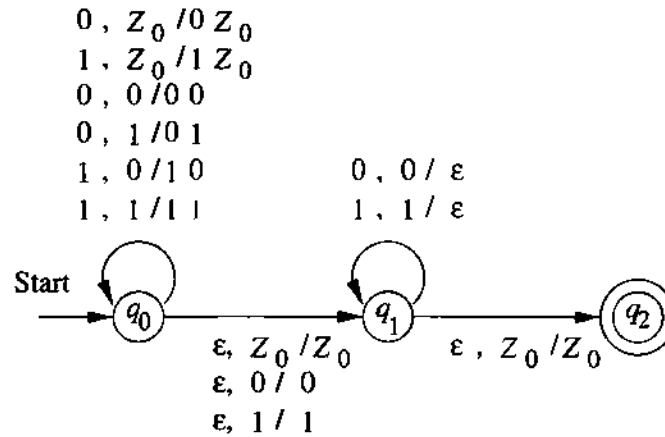 0 , Z0 /0 Z0
1 , Z0 /1 Z0
0 , 0 /0 0
0 , 1 /0 1
1 , 0 /1 0
1 , 1 /1 1
0 , 0 / ε
1 , 1 / ε
Start
q0
q1
q2
ε, Z0 /Z0
ε, 0 / 0
ε, 1 / 1
ε , Z0 /Z0